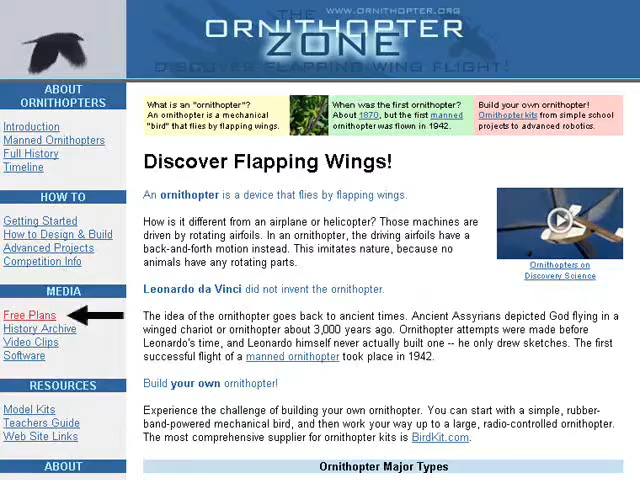 WWW.ORNITHOPTER.ORG
ORNITHOPTER
ZONE
DISCOVER FLAPPING WING FLIGHT!
ABOUT
ORNITHOPTERS
Introduction
Manned Ornithopters
Full History
Timeline
HOW TO
Getting Started
How to Design & Build
Advanced Projects
Competition Info
MEDIA
Free Plans
History Archive
Video Clips
Software
RESOURCES
Model Kits
Teachers Guide
Web Site Links
ABOUT
What is an "ornithopter"?
An ornithopter is a mechanical
"bird" that flies by flapping wings.
When was the first ornithopter?
About 1870, but the first manned
ornithopter was flown in 1942.
Build your own ornithopter!
Ornithopter kits from simple school
projects to advanced robotics.
Discover Flapping Wings!
An ornithopter is a device that flies by flapping wings.
How is it different from an airplane or helicopter? Those machines are
driven by rotating airfoils. In an ornithopter, the driving airfoils have a
back-and-forth motion instead. This imitates nature, because no
animals have any rotating parts.
Ornithopters on
Discovery Science
Leonardo da Vinci did not invent the ornithopter.
The idea of the ornithopter goes back to ancient times. Ancient Assyrians depicted God flying in a
winged chariot or ornithopter about 3,000 years ago. Ornithopter attempts were made before
Leonardo's time, and Leonardo himself never actually built one -- he only drew sketches. The first
successful flight of a manned ornithopter took place in 1942.
Build your own ornithopter!
Experience the challenge of building your own ornithopter. You can start with a simple, rubber-
band-powered mechanical bird, and then work your way up to a large, radio-controlled ornithopter.
The most comprehensive supplier for ornithopter kits is BirdKit.com.
Ornithopter Major Types